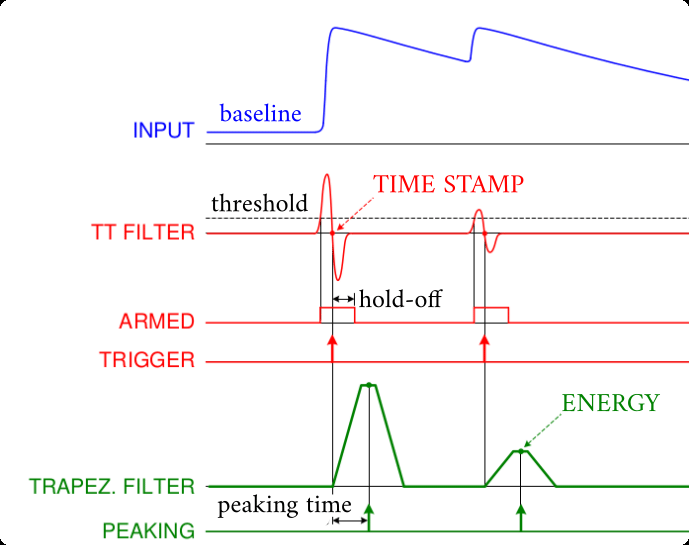 baseline
INPUT
TIME STAMP
threshold
TT FILTER
hold-off
ARMED
TRIGGER
ENERGY
TRAPEZ. FILTER
peaking time
PEAKING